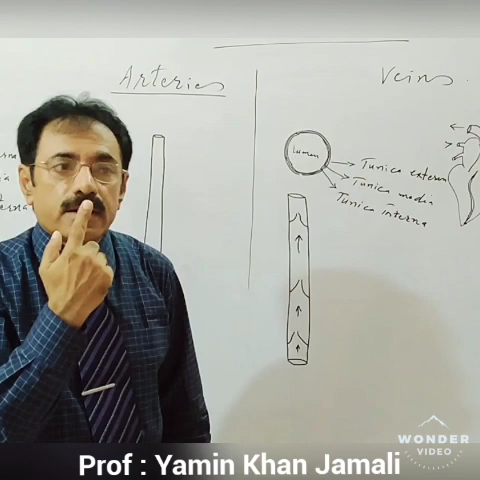 Arteries
Veins.
Lumen
Tunica externa
Tunica media
Tunica interna
WONDER
VIDEO
Prof : Yamin Khan Jamali